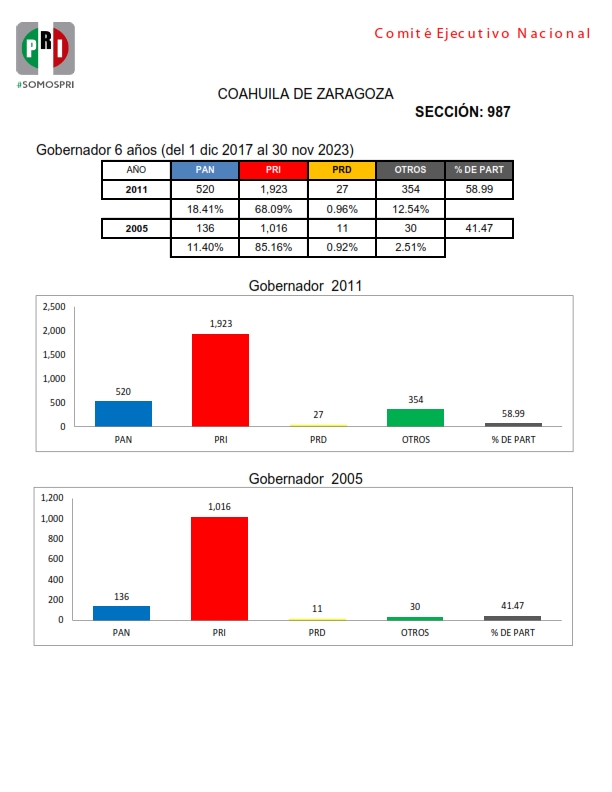 PRI
#SOMOSPRI
Comité Ejecutivo Nacional
COAHUILA DE ZARAGOZA
SECCIÓN: 987
Gobernador 6 años (del 1 dic 2017 al 30 nov 2023)
AÑO PAN PRI PRD OTROS % DE PART
2011 520 1,923 27 354 58.99
18.41% 68.09% 0.96% 12.54%
2005 136 1,016 11 30 41.47
11.40% 85.16% 0.92% 2.51%
Gobernador 2011
2,500
2,000
1,500
1,000
500
0
520 1,923 27 354 58.99
PAN PRI PRD OTROS % DE PART
Gobernador 2005
1,200
1,000
800
600
400
200
0
136 1,016 11 30 41.47
PAN PRI PRD OTROS % DE PART